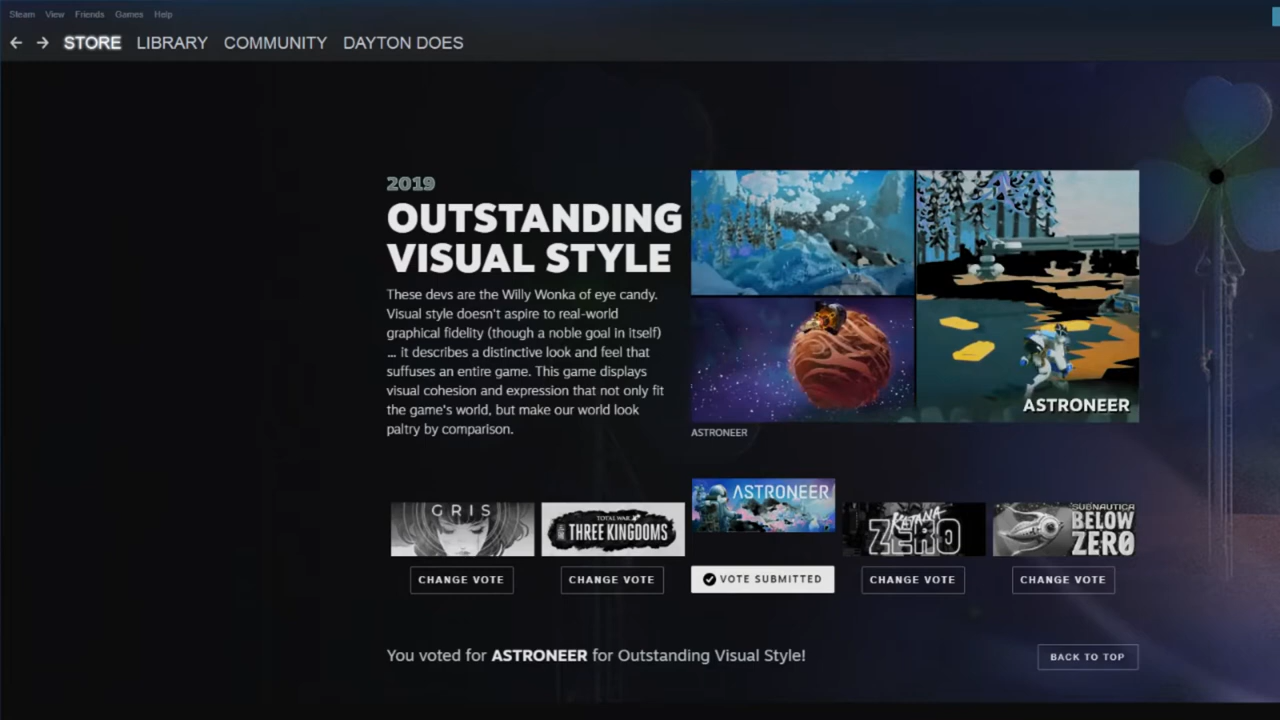 Steam View Friends Games Help
STORE LIBRARY COMMUNITY DAYTON DOES
2019
OUTSTANDING
VISUAL STYLE
These devs are the Willy Wonka of eye candy.
Visual style doesn't aspire to real-world
graphical fidelity (though a noble goal in itself)
... it describes a distinctive look and feel that
suffuses an entire game. This game displays
visual cohesion and expression that not only fit
the game's world, but make our world look
paltry by comparison.
ASTRONEER
ASTRONEER
GRIS
TOTAL WAR
THREE KINGDOMS
ASTRONEER
KATANA
ZERO
SUBNAUTICA
BELOW
ZERO
CHANGE VOTE CHANGE VOTE VOTE SUBMITTED CHANGE VOTE CHANGE VOTE
You voted for ASTRONEER for Outstanding Visual Style!
BACK TO TOP